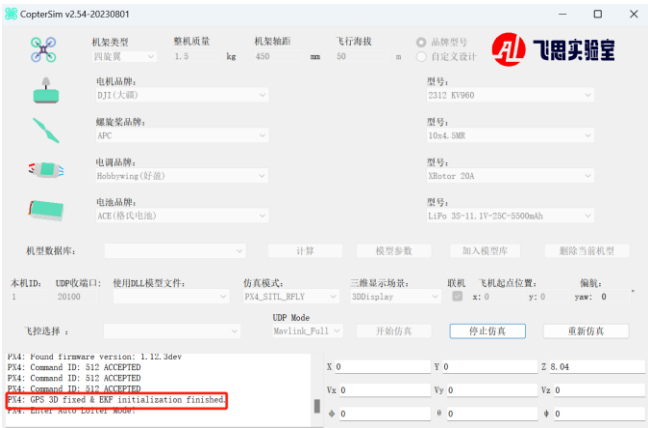 CopterSim v2.54-20230801
机架类型 整机质量 机架轴距 飞行海拔 品牌型号
四旋翼 1.5 kg 450 mm 50 m 自定义设计
飞思实验室
电机品牌: 型号:
DJI(大疆) 2312 KV960
螺旋桨品牌: 型号:
APC 10x4.5MR
电调品牌: 型号:
Hobbywing(好盈) XRotor 20A
电池品牌: 型号:
ACE(格氏电池) LiPo 3S-11.1V-25C-5500mAh
机型数据库: 计算 模型参数 加入模型库 删除当前机型
本机ID: UDP收端口: 使用DLL模型文件: 仿真模式: 三维显示场景: 联机 飞机起点位置: 偏航:
1 20100 PX4_SITL_RFLY 3DDisplay x: 0 y: 0 yaw: 0
UDP Mode
飞控选择: Mavlink_Full 开始仿真 停止仿真 重新仿真
PX4: Found firmware version: 1.12.3dev
PX4: Command ID: 512 ACCEPTED
PX4: Command ID: 512 ACCEPTED
PX4: Command ID: 512 ACCEPTED
PX4: GPS 3D fixed & EKF initialization finished.
PX4: Enter Auto Loiter Mode!
X 0 Y 0 Z 8.04
Vx 0 Vy 0 Vz 0
ϕ 0 θ 0 ψ 0